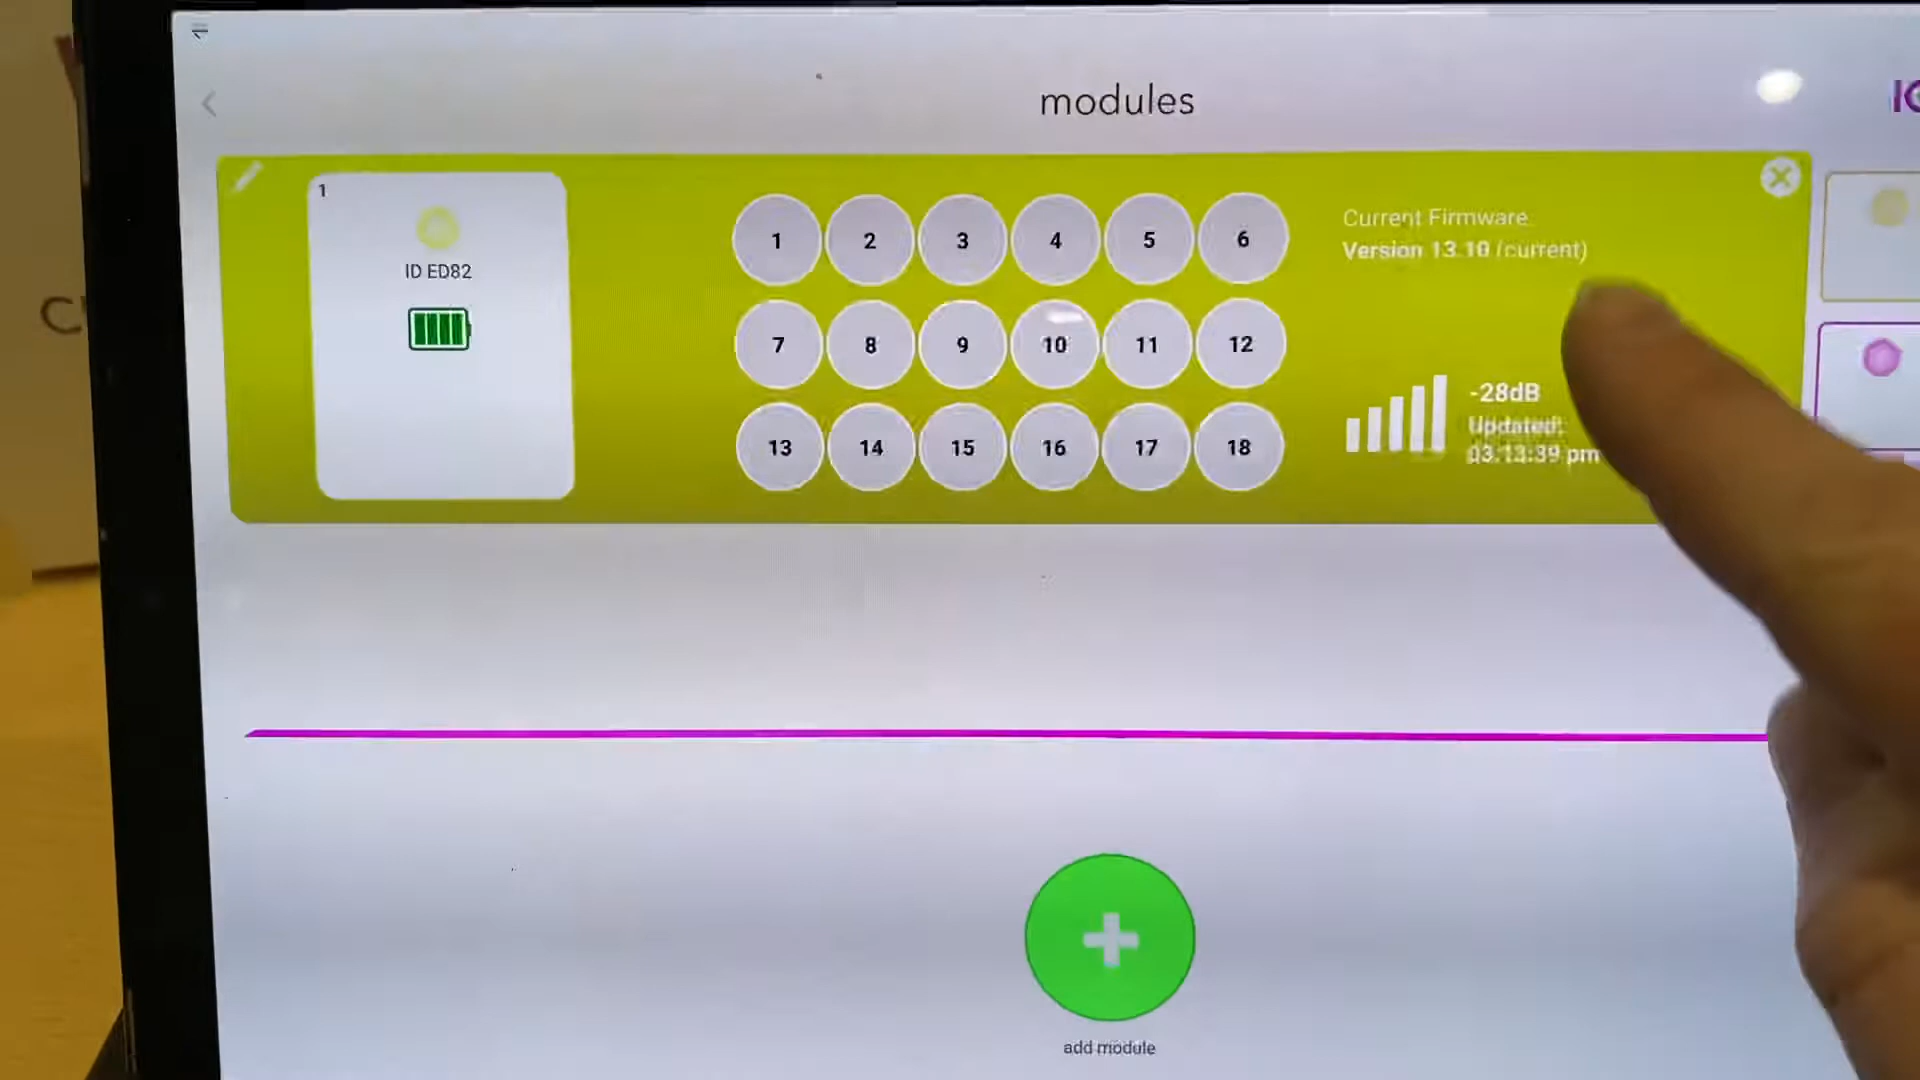 modules
1
ID ED82
1 2 3 4 5 6
7 8 9 10 11 12
13 14 15 16 17 18
Current Firmware
Version 13.10 /current)
-28dB
Updated:
03:13:39 pm
add module